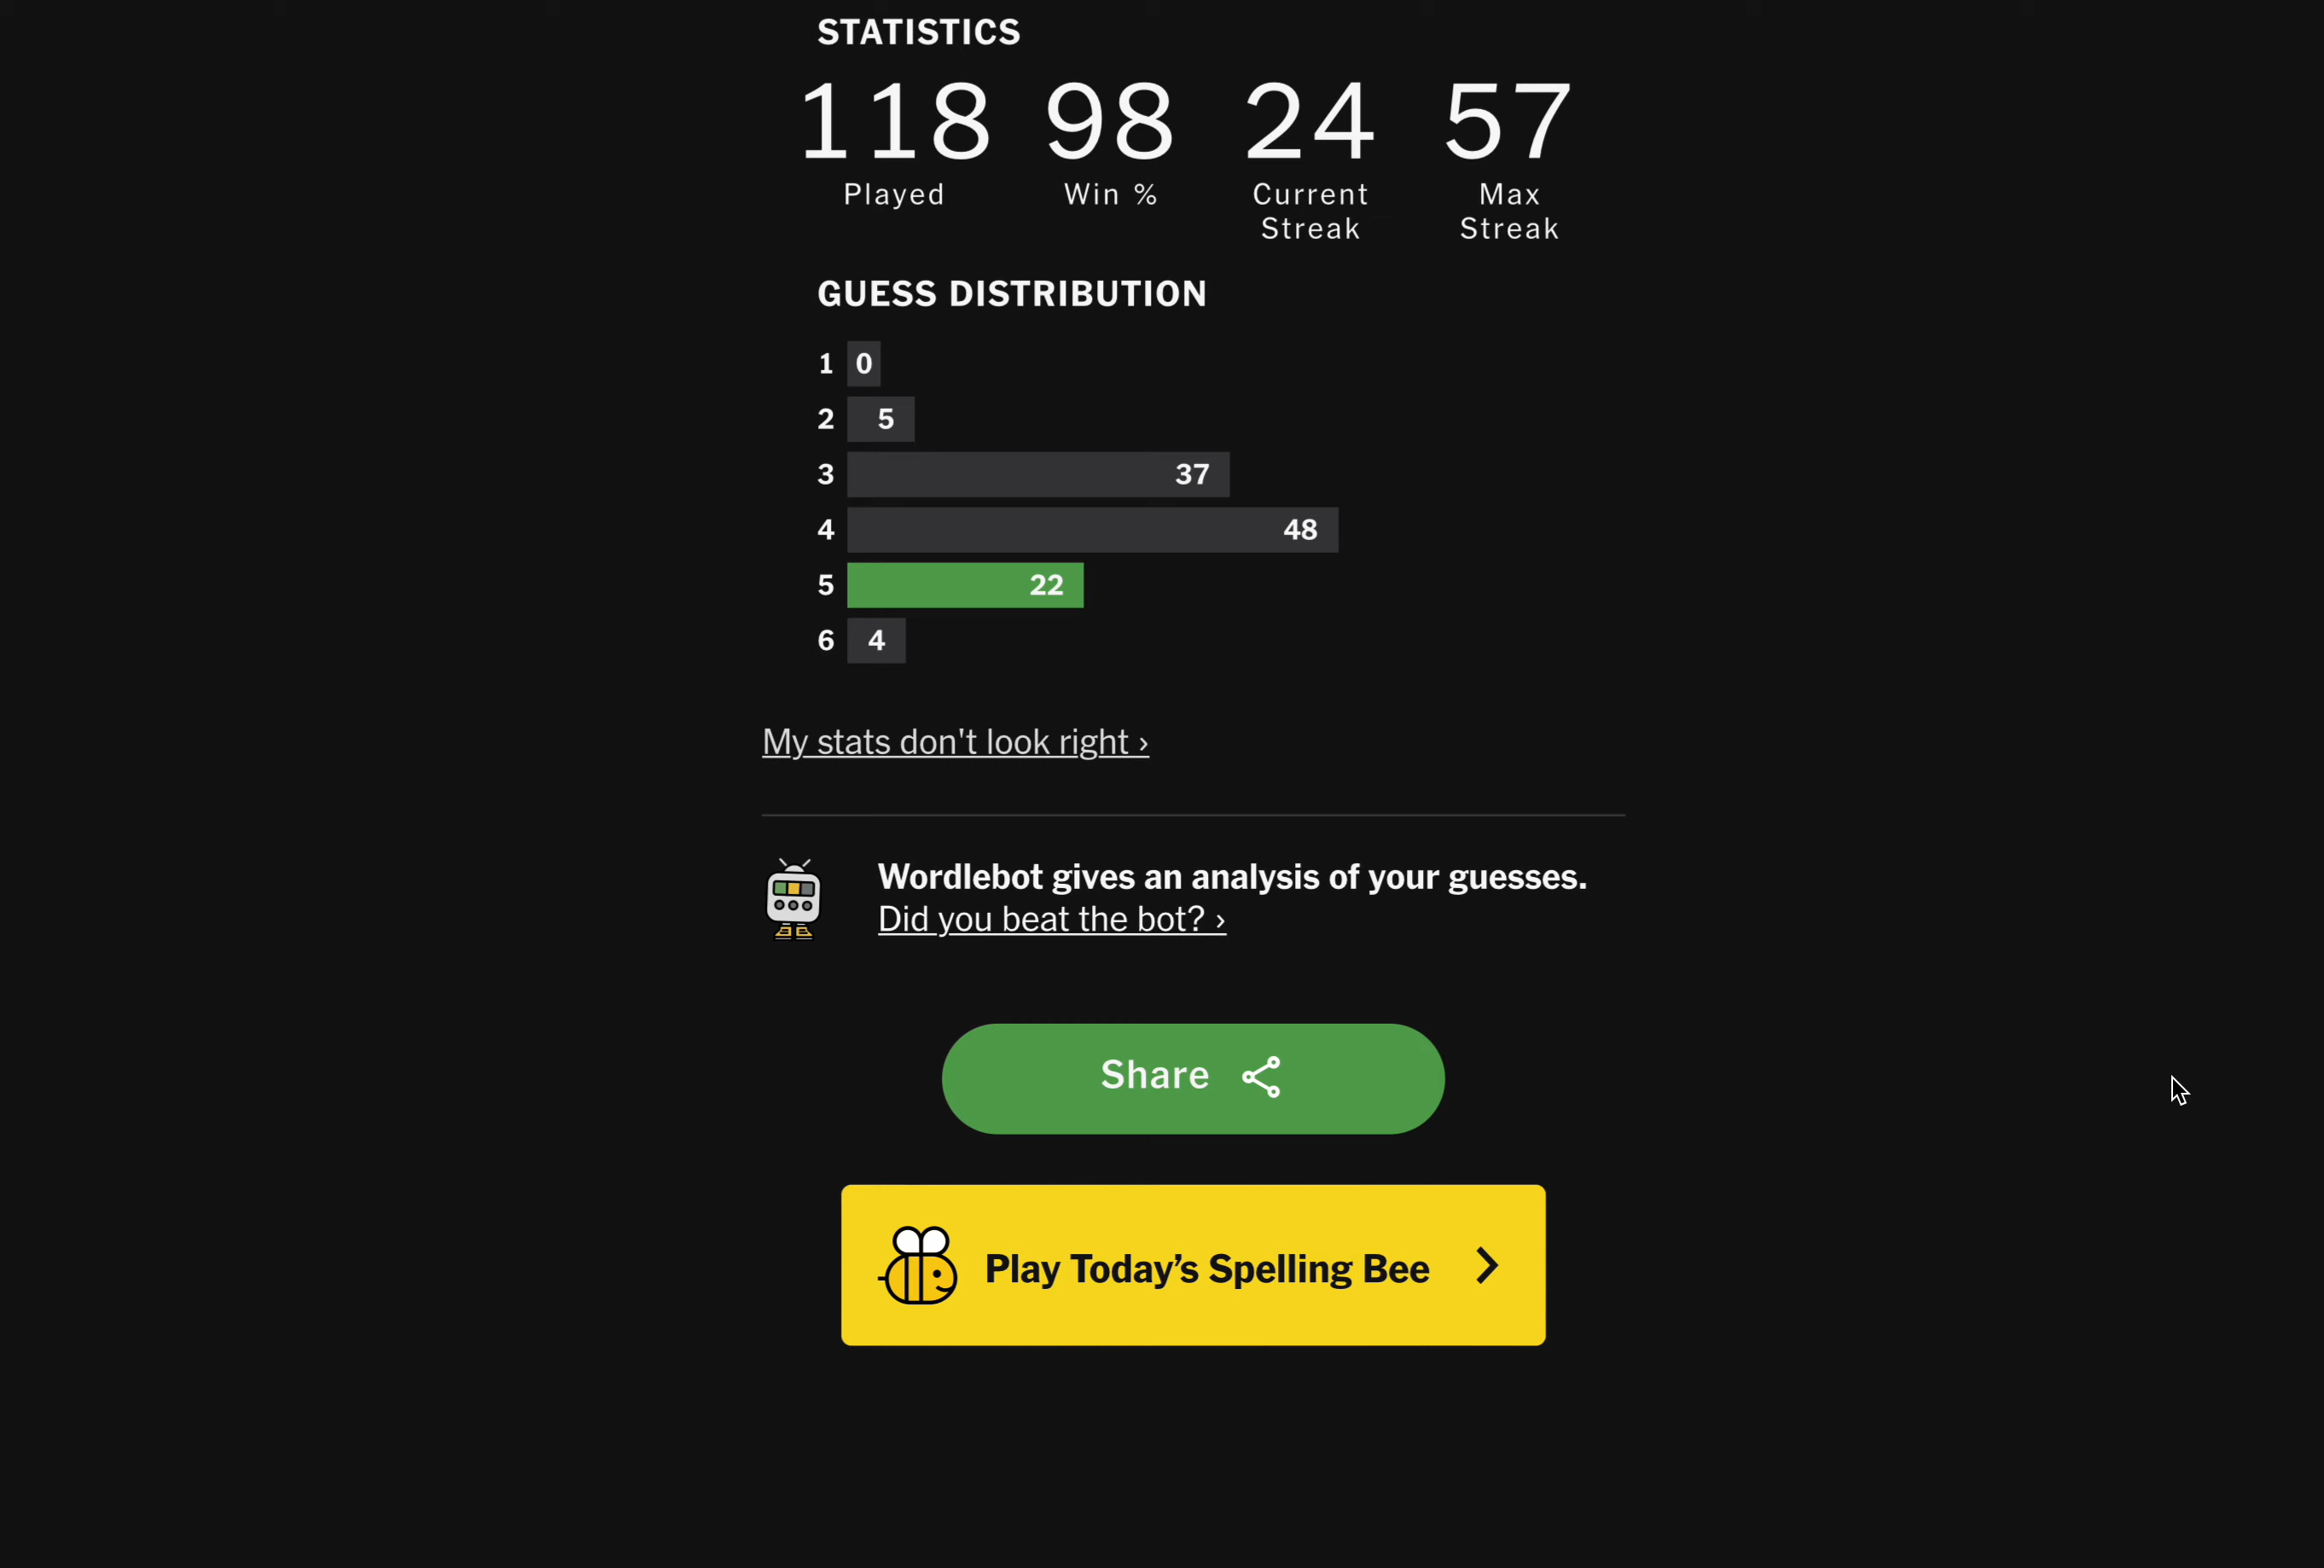 STATISTICS
118 98 24 57
Played Win % Current Streak Max Streak
GUESS DISTRIBUTION
1 0
2 5
3 37
4 48
5 22
6 4
My stats don't look right ›
Wordlebot gives an analysis of your guesses.
Did you beat the bot? ›
Share
Play Today’s Spelling Bee